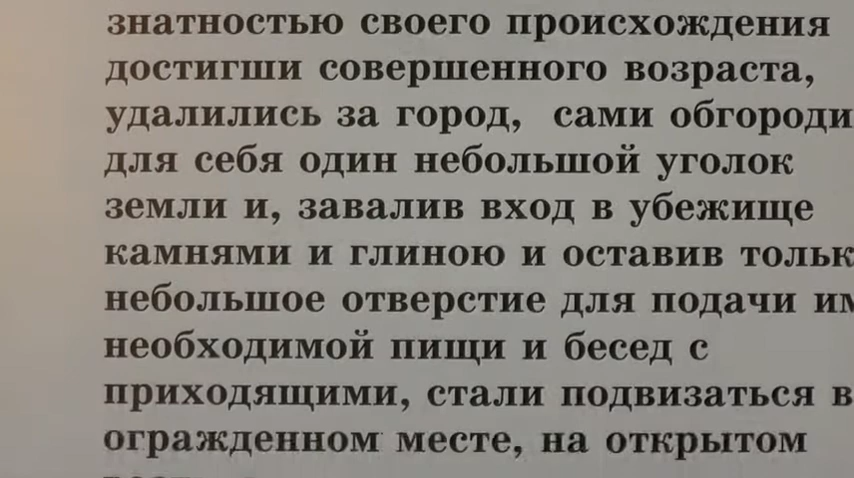 знатностью своего происхождения
достигши совершенного возраста,
удалились за город, сами обгороди
для себя один небольшой уголок
земли и, завалив вход в убежище
камнями и глиною и оставив тольк
небольшое отверстие для подачи им
необходимой пищи и бесед с
приходящими, стали подвизаться в
огражденном месте, на открытом